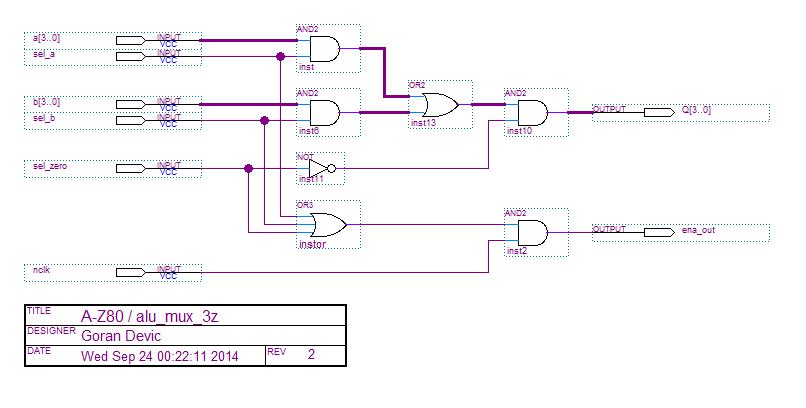 AND2
a[3..0] INPUT
VCC
sel_a INPUT
VCC
inst
OR2
AND2
AND2
b[3..0] INPUT
VCC
OUTPUT Q[3..0]
sel_b INPUT
VCC
inst6
inst13
inst10
NOT
sel_zero INPUT
VCC
inst11
OR3
AND2
OUTPUT ena_out
instor
inst2
nclk INPUT
VCC
TITLE A-Z80 / alu_mux_3z
DESIGNER Goran Devic
DATE Wed Sep 24 00:22:11 2014 REV 2